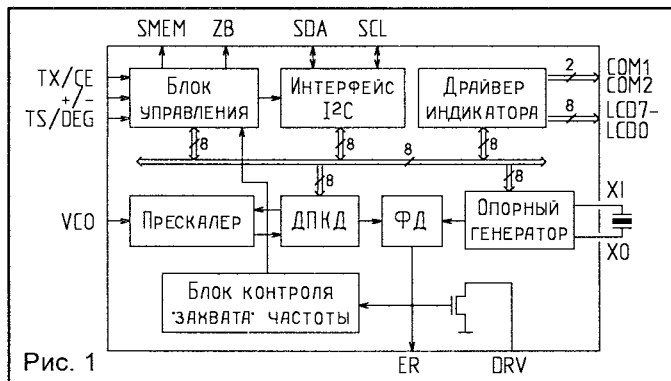 SMEM ZB SDA SCL
TX/CE
+/-
TS/DEG
БЛОК
УПРАВЛЕНИЯ
ИНТЕРФЕЙС
I²C
ДРАЙВЕР
ИНДИКАТОРА
2
COM1
COM2
8
LCD7-
LCD0
8
8
8
8
8
8
VCO
ПРЕСКАЛЕР
ДПКД
ФД
ОПОРНЫЙ
ГЕНЕРАТОР
XI
XO
БЛОК КОНТРОЛЯ
"ЗАХВАТА" ЧАСТОТЫ
Рис. 1
ER DRV